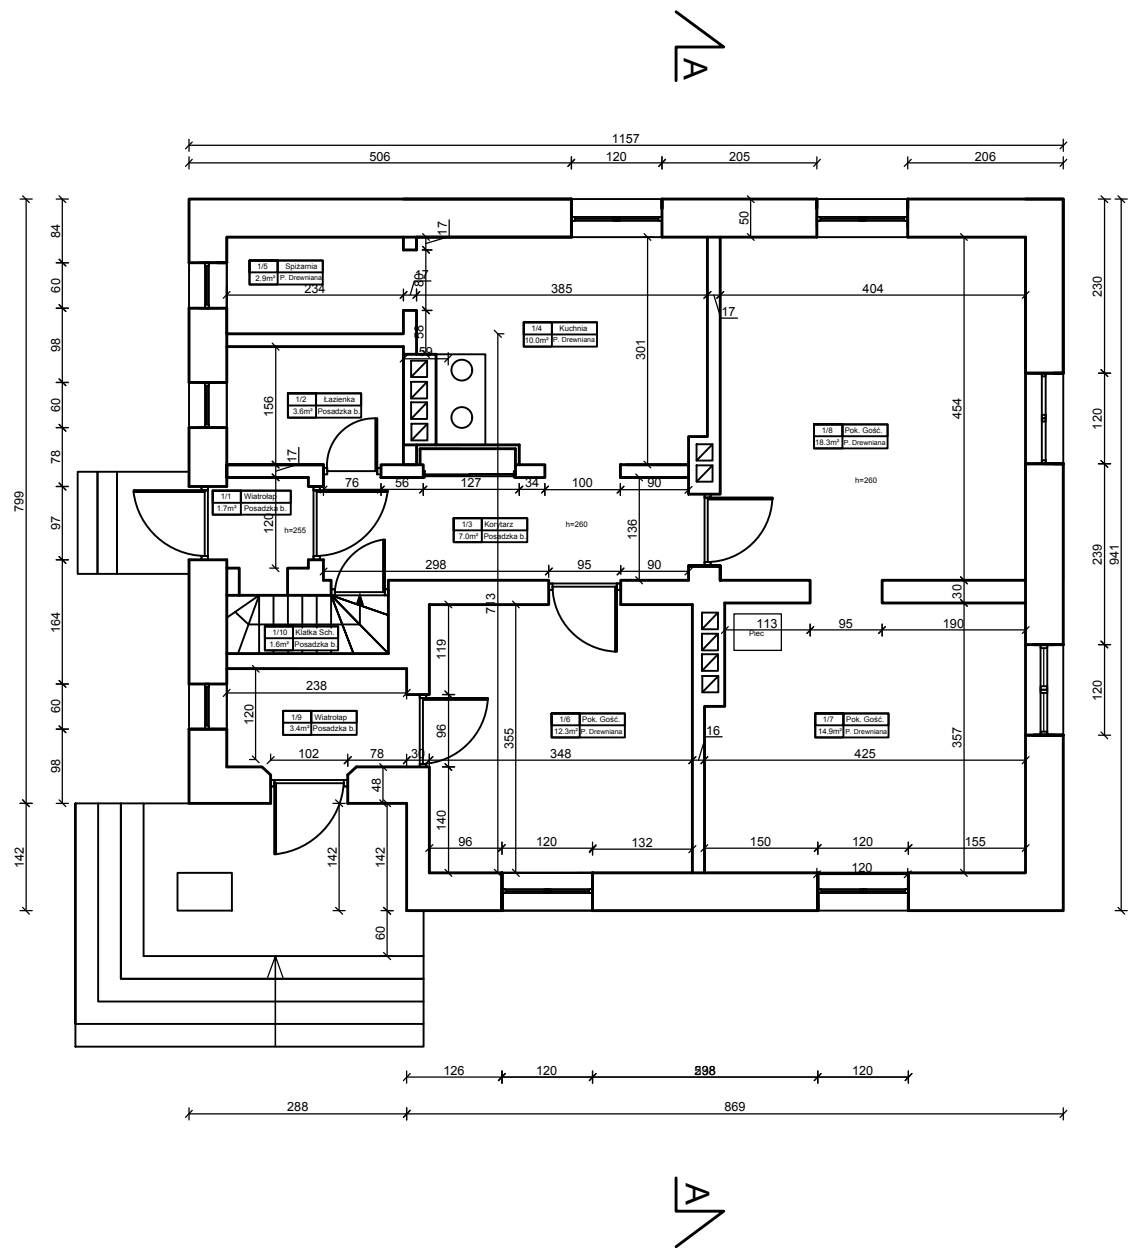 A
1157
506 120 205 206
84
60
98
60
78
97
164
60
98
799
142
230
120
239
120
941
50
17
17
80
58
59
1/5 Spiżarnia
2.9m² P. Drewniana
234
385
404
17
1/4 Kuchnia
10.0m² P. Drewniana
301
454
156
1/2 Łazienka
3.6m² Posadzka b.
1/8 Pok. Gość.
18.3m² P. Drewniana
h=260
17
76 56 127 34 100 90
1/1 Wiatrołap
1.7m² Posadzka b.
120
h=255
1/3 Korytarz
7.0m² Posadzka b.
h=260
136
298 95 90
713
30
1/10 Klatka Sch.
1.6m² Posadzka b.
113 95 190
Piec
119
238
120
1/9 Wiatrołap
3.4m² Posadzka b.
96
355
1/6 Pok. Gość.
12.3m² P. Drewniana
16
1/7 Pok. Gość.
14.9m² P. Drewniana
357
102 78 30
348
425
48
140
142
142
96 120 132 150 120 155
120
60
126 120 120
288 869
A